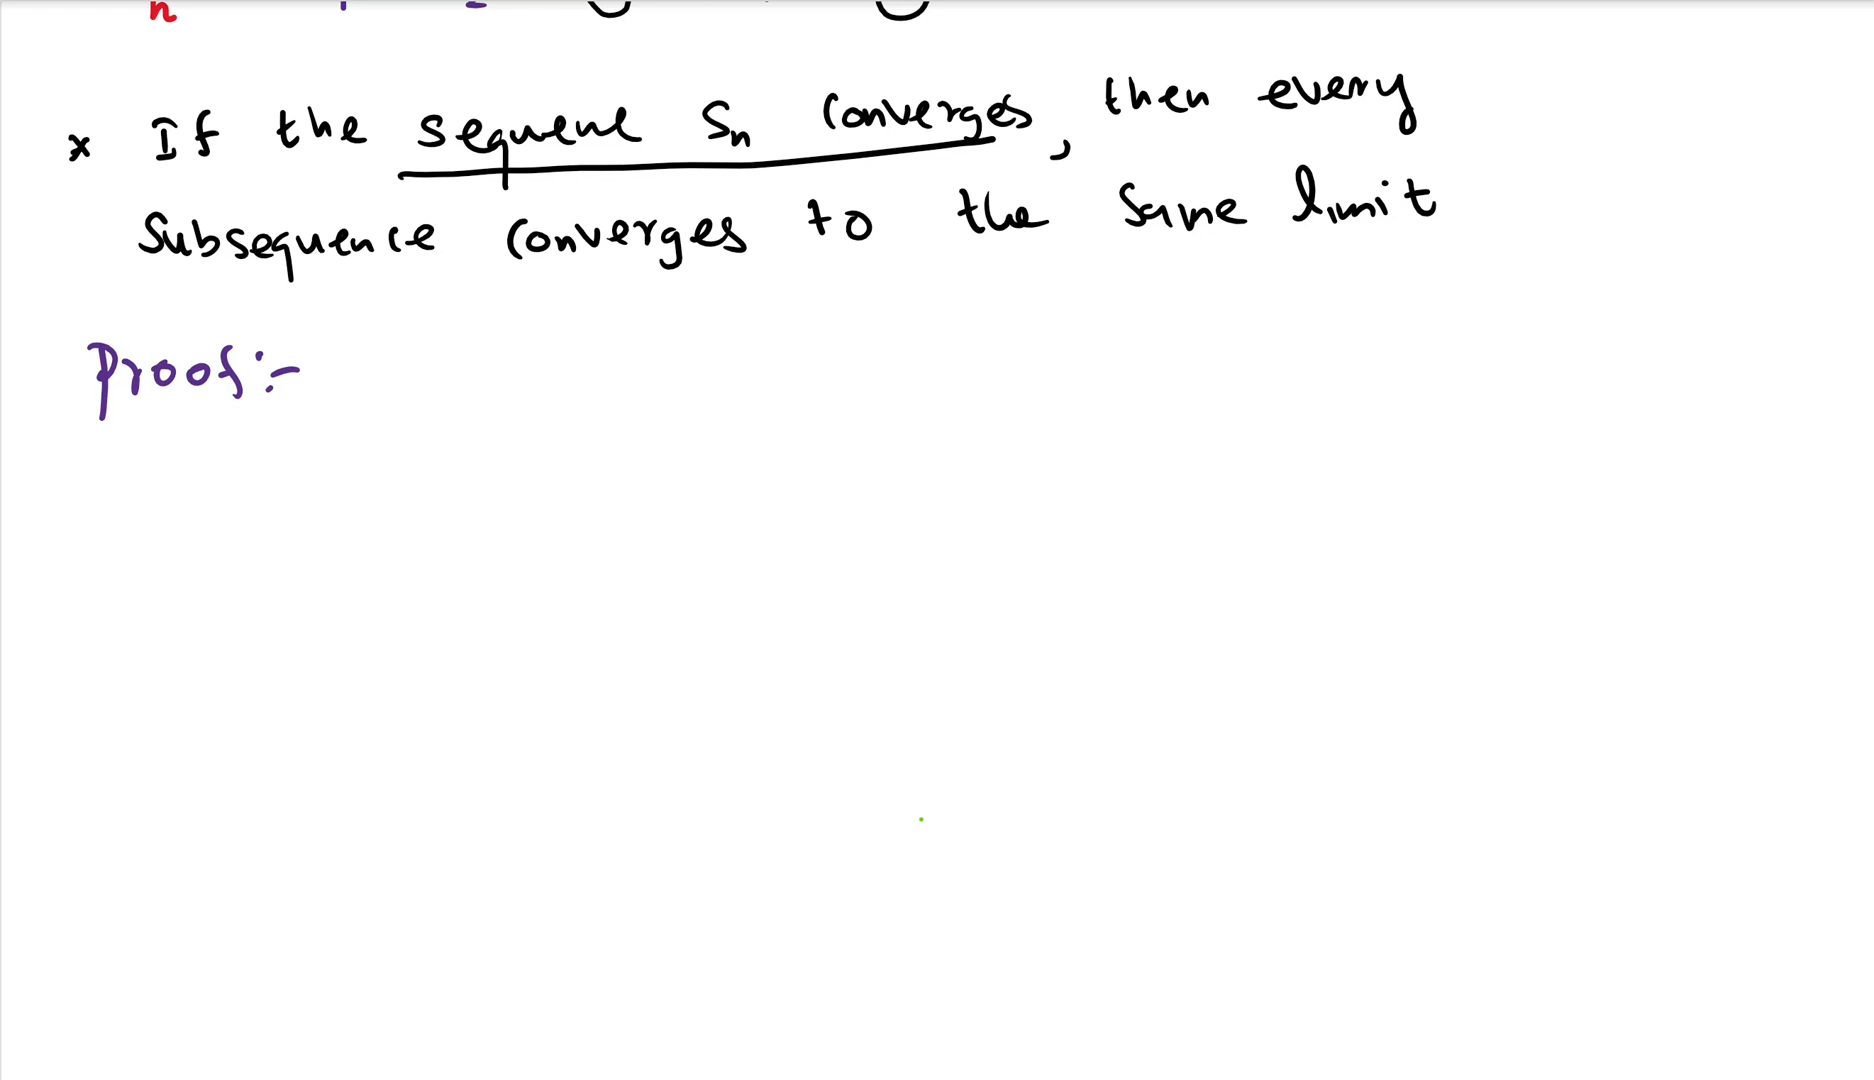 n
* If the sequene Sn converges, then every
Subsequence converges to the same limit
Proof:-